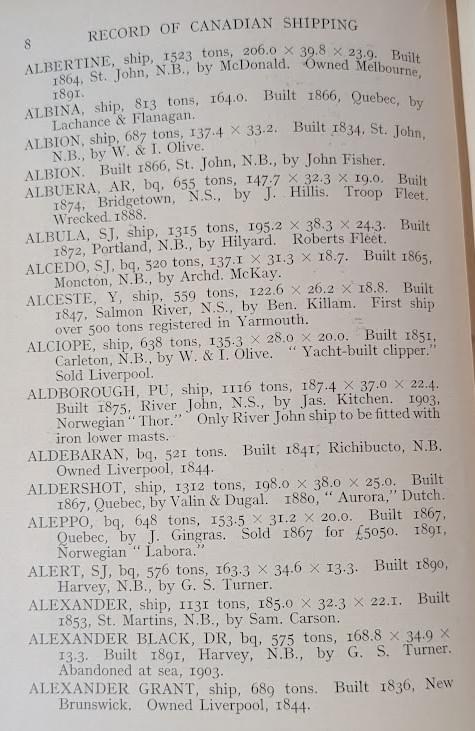 8 RECORD OF CANADIAN SHIPPING
ALBERTINE, ship, 1523 tons, 206.0 × 39.8 × 23.9. Built
1864, St. John, N.B., by McDonald. Owned Melbourne,
1891.
ALBINA, ship, 813 tons, 164.0. Built 1866, Quebec, by
Lachance & Flanagan.
ALBION, ship, 687 tons, 137.4 × 33.2. Built 1834, St. John,
N.B., by W. & I. Olive.
ALBION. Built 1866, St. John, N.B., by John Fisher.
ALBUERA, AR, bq, 655 tons, 147.7 × 32.3 × 19.0. Built
1874, Bridgetown, N.S., by J. Hillis. Troop Fleet.
Wrecked 1888.
ALBULA, SJ, ship, 1315 tons, 195.2 × 38.3 × 24.3. Built
1872, Portland, N.B., by Hilyard. Roberts Fleet.
ALCEDO, SJ, bq, 520 tons, 137.1 × 31.3 × 18.7. Built 1865,
Moncton, N.B., by Archd. McKay.
ALCESTE, Y, ship, 559 tons, 122.6 × 26.2 × 18.8. Built
1847, Salmon River, N.S., by Ben. Killam. First ship
over 500 tons registered in Yarmouth.
ALCIOPE, ship, 638 tons, 135.3 × 28.0 × 20.0. Built 1851,
Carleton, N.B., by W. & I. Olive. “ Yacht-built clipper.”
Sold Liverpool.
ALDBOROUGH, PU, ship, 1116 tons, 187.4 × 37.0 × 22.4.
Built 1875, River John, N.S., by Jas. Kitchen. 1903,
Norwegian “ Thor.” Only River John ship to be fitted with
iron lower masts.
ALDEBARAN, bq, 521 tons. Built 1841, Richibucto, N.B.
Owned Liverpool, 1844.
ALDERSHOT, ship, 1312 tons, 198.0 × 38.0 × 25.0. Built
1867, Quebec, by Valin & Dugal. 1880, “ Aurora,” Dutch.
ALEPPO, bq, 648 tons, 153.5 × 31.2 × 20.0. Built 1867,
Quebec, by J. Gingras. Sold 1867 for £5050. 1891,
Norwegian “ Labora.”
ALERT, SJ, bq, 576 tons, 163.3 × 34.6 × 13.3. Built 1890,
Harvey, N.B., by G. S. Turner.
ALEXANDER, ship, 1131 tons, 185.0 × 32.3 × 22.1. Built
1853, St. Martins, N.B., by Sam. Carson.
ALEXANDER BLACK, DR, bq, 575 tons, 168.8 × 34.9 ×
13.3. Built 1891, Harvey, N.B., by G. S. Turner.
Abandoned at sea, 1903.
ALEXANDER GRANT, ship, 689 tons. Built 1836, New
Brunswick. Owned Liverpool, 1844.